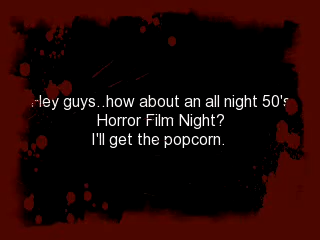 Hey guys..how about an all night 50's
Horror Film Night?
I'll get the popcorn.